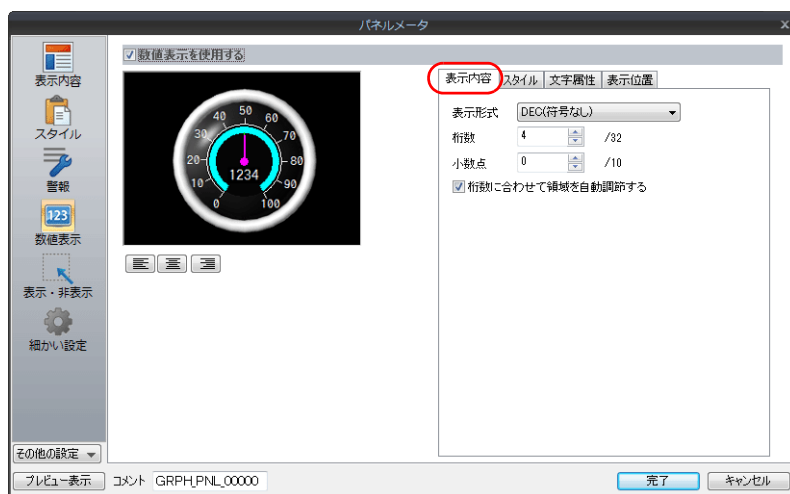 パネルメータ
x
表示内容
スタイル
警報
123
数値表示
表示・非表示
細かい設定
その他の設定
数値表示を使用する
0
10
20
30
40
50
60
70
80
90
100
1234
表示内容 スタイル 文字属性 表示位置
表示形式 DEC(符号なし)
桁数 4 /32
小数点 0 /10
桁数に合わせて領域を自動調節する
プレビュー表示 コメント GRPH_PNL_00000 完了 キャンセル